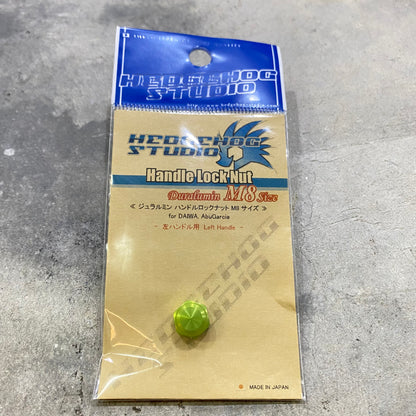 HEDGEHOG
STUDIO
HEDGEHOG
STUDIO
Handle Lock Nut
Duralumin M8 Size
≪ ジュラルミン ハンドルロックナット M8 サイズ ≫
for DAIWA, AbuGarcia
- 左ハンドル用 Left Handle -
HEDGEHOG
STUDIO
MADE IN JAPAN